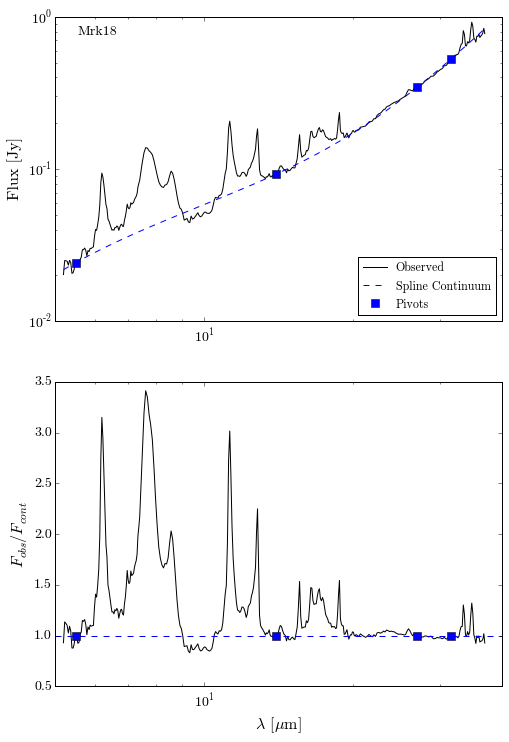 10^0
Mrk18
Flux [Jy]
10^-1
Observed
Spline Continuum
Pivots
10^-2
10^1
3.5
3.0
2.5
F_obs/F_cont
2.0
1.5
1.0
0.5
10^1
λ [μm]